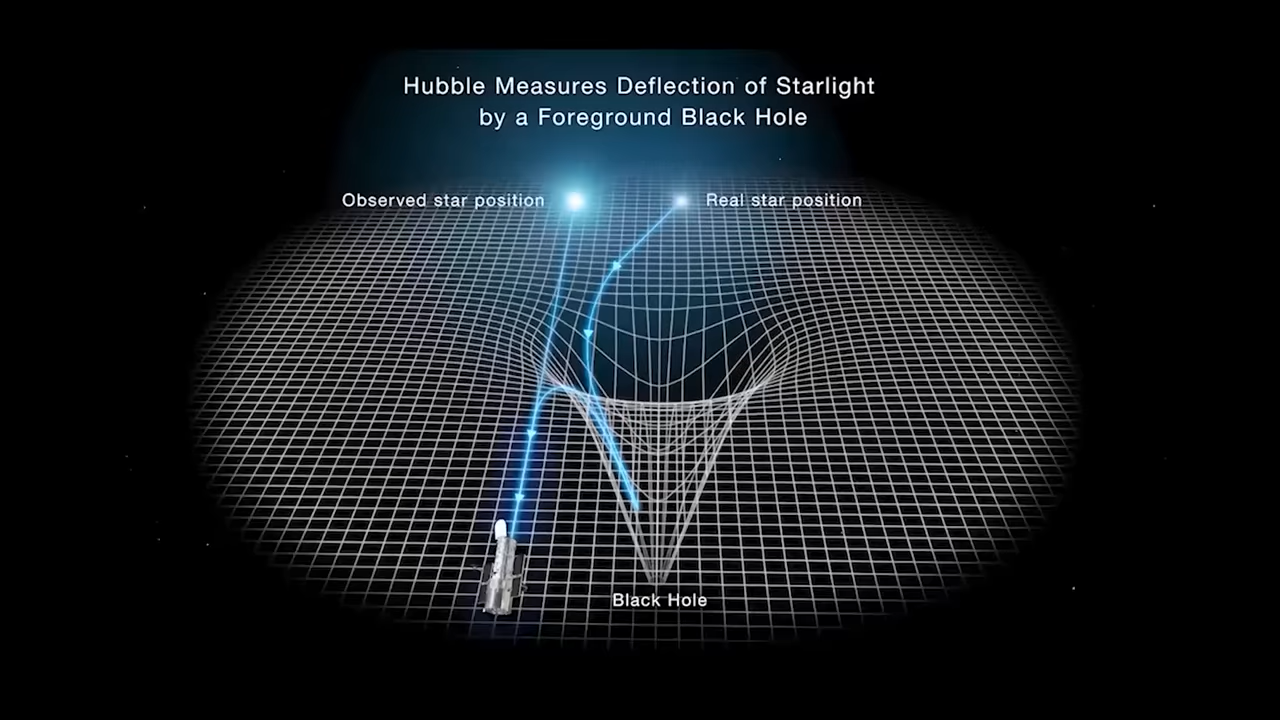 Hubble Measures Deflection of Starlight
by a Foreground Black Hole
Observed star position
Real star position
Black Hole